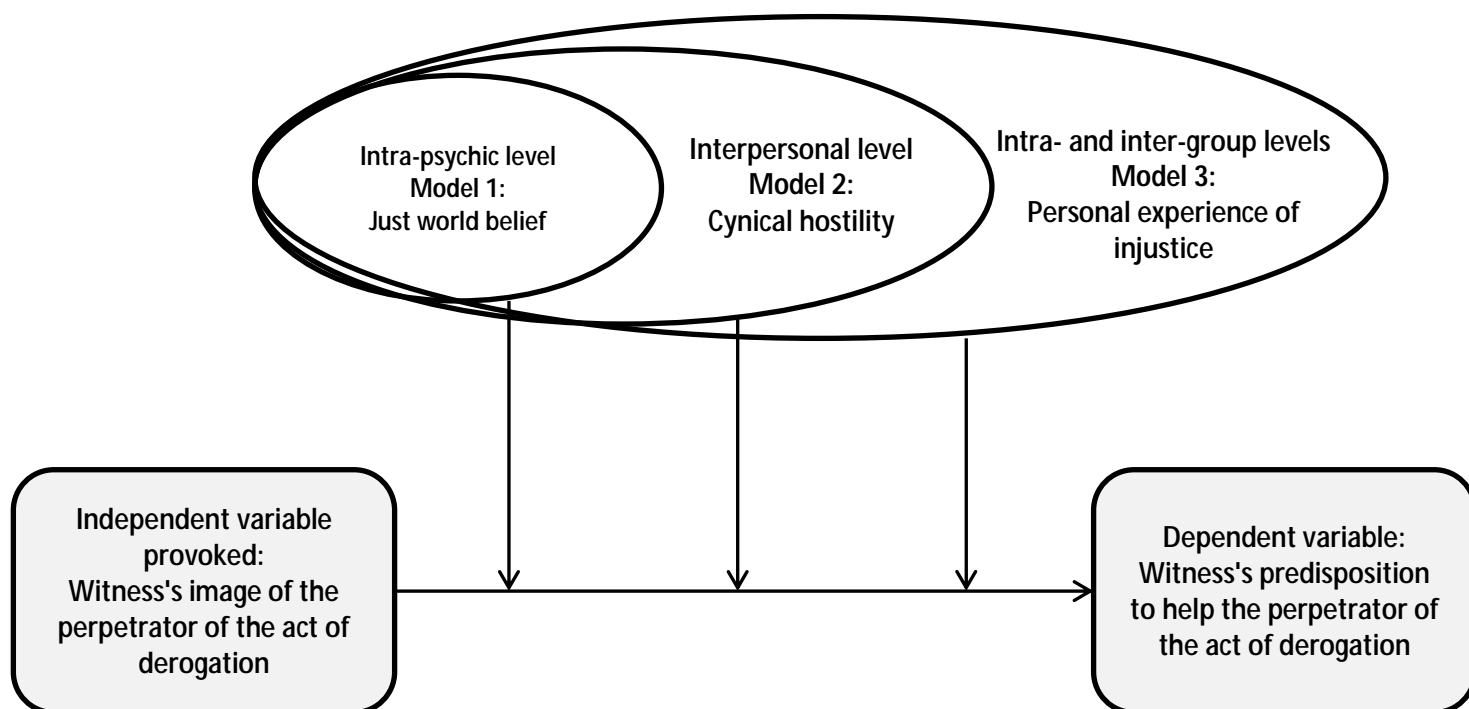 Intra-psychic level
Model 1:
Just world belief
Interpersonal level
Model 2:
Cynical hostility
Intra- and inter-group levels
Model 3:
Personal experience of
injustice
Independent variable
provoked:
Witness's image of the
perpetrator of the act of
derogation
Dependent variable:
Witness's predisposition
to help the perpetrator of
the act of derogation